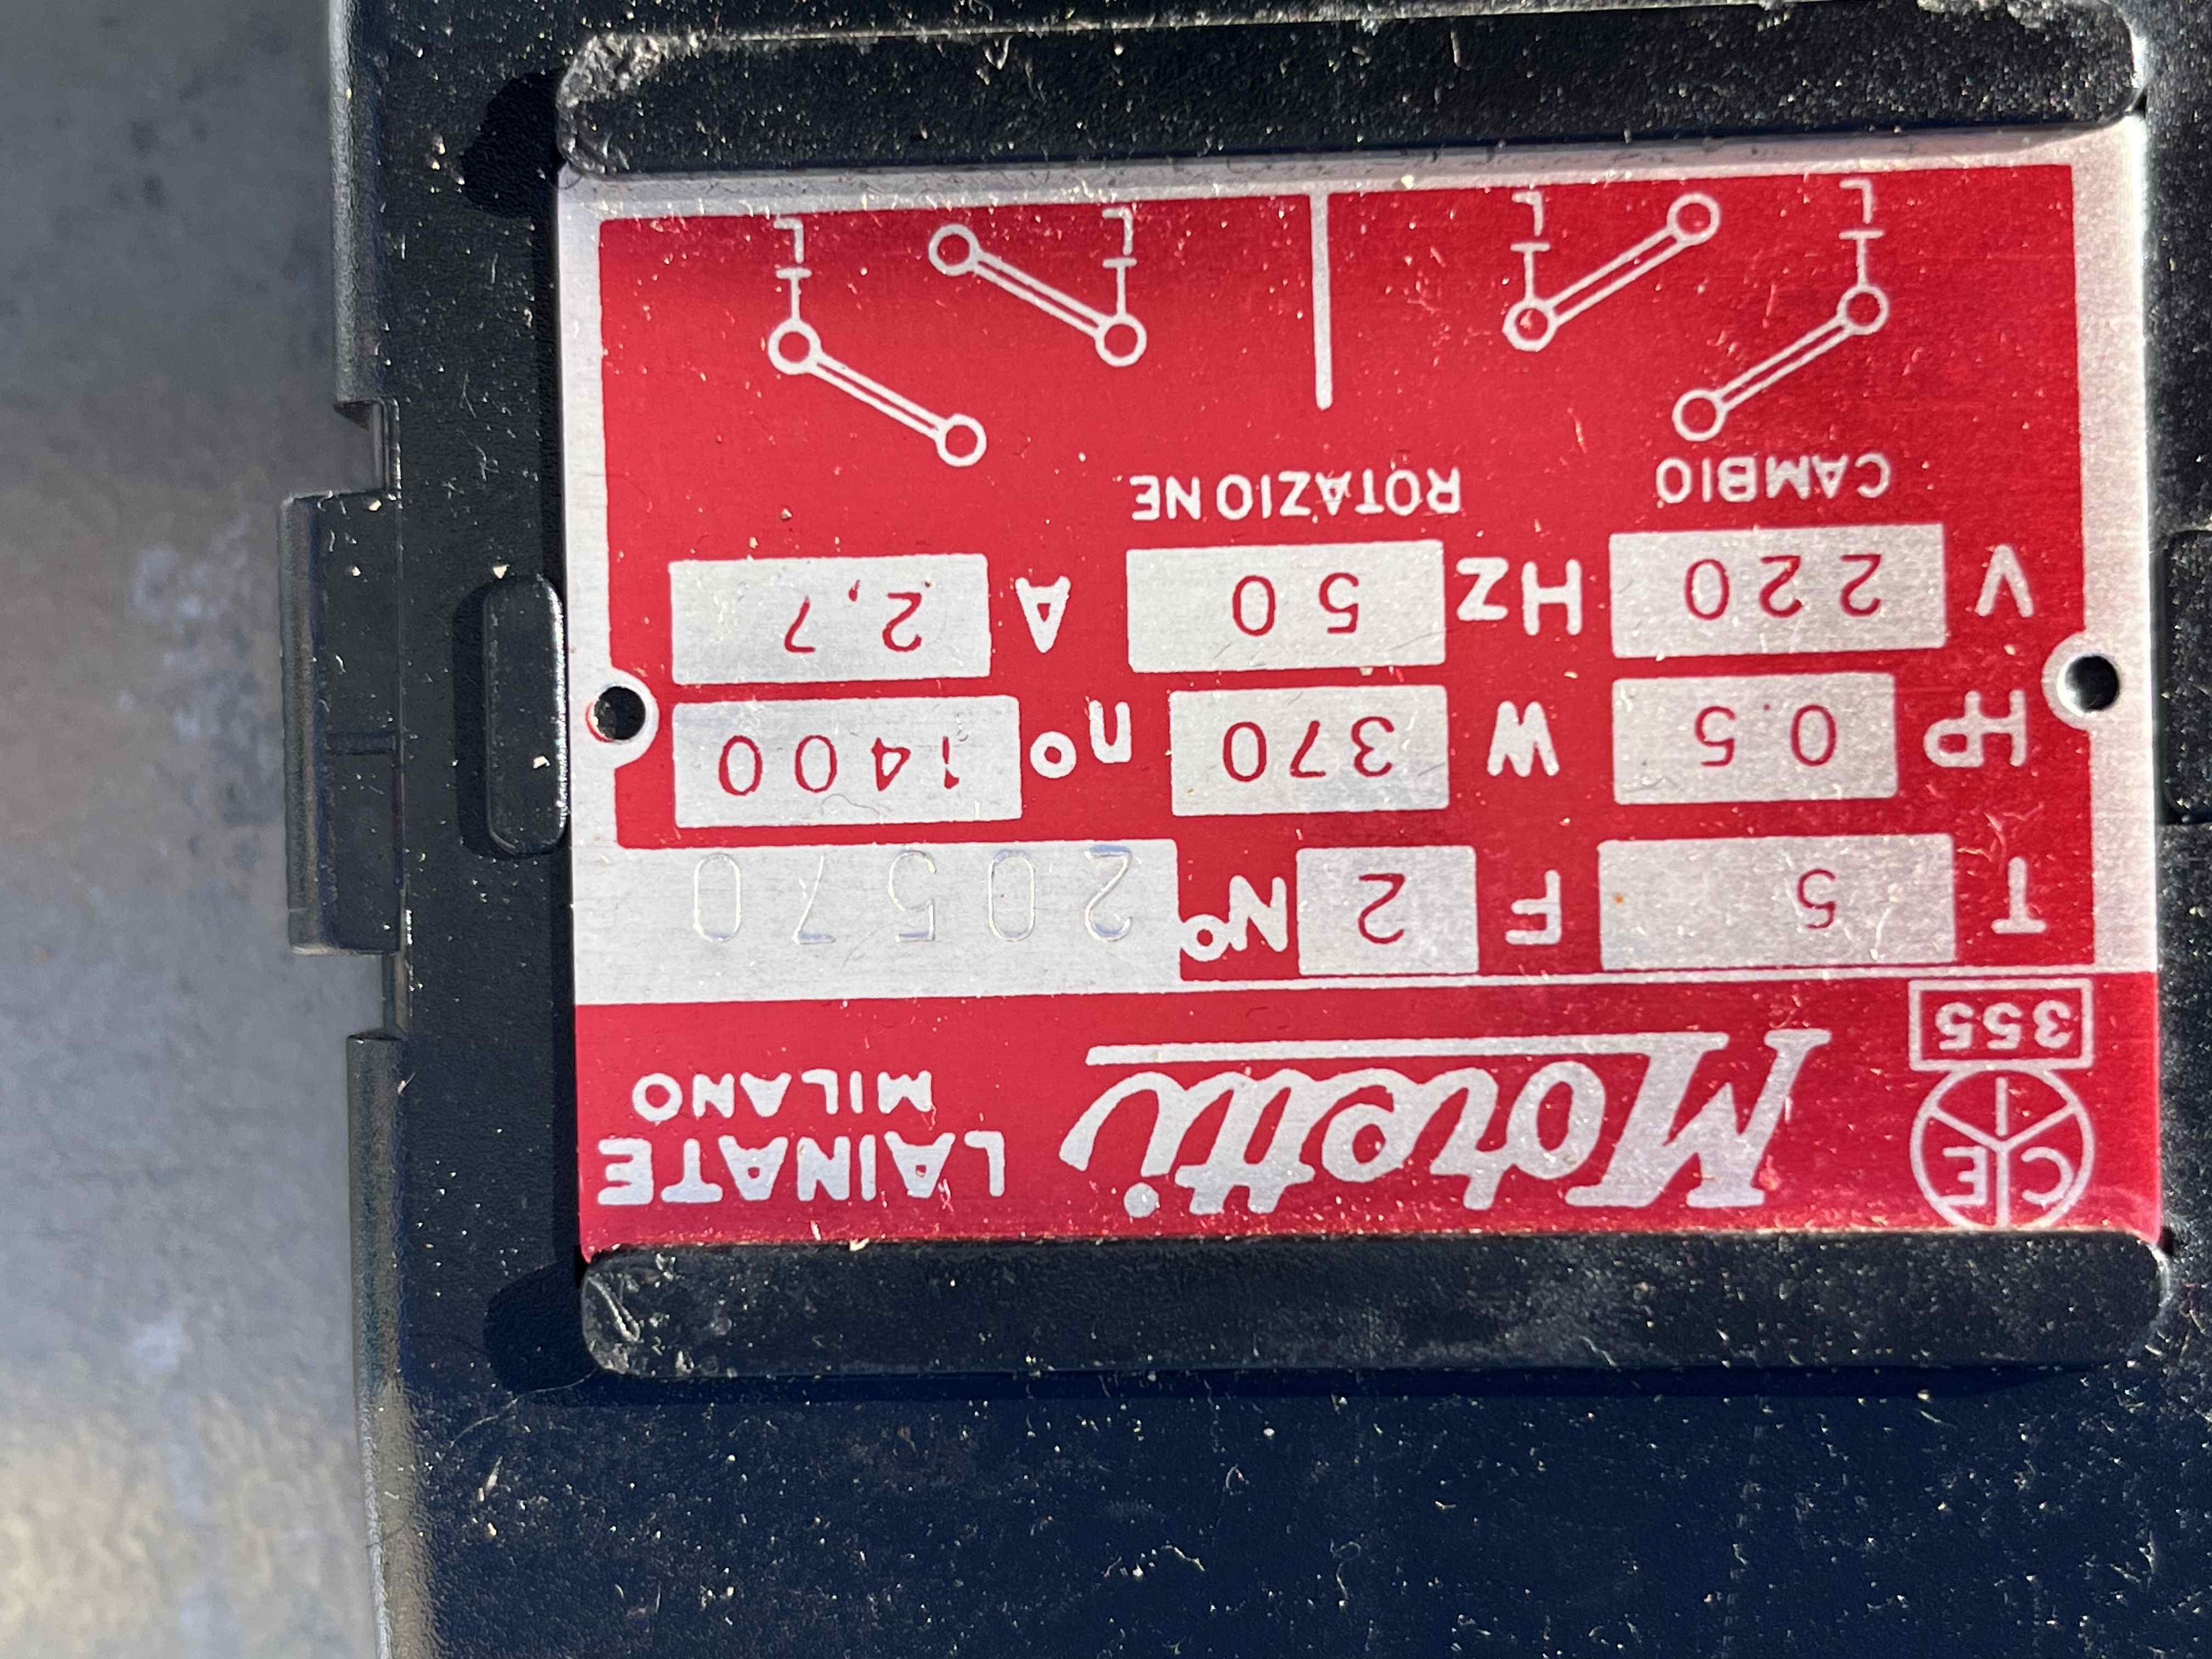 CE
355
Motetti LAINATE
MILANO
T 5 F 2 No 20570
HP 0.5 W 370 no 1400
V 220 HZ 50 A 2,7
CAMBIO ROTAZIONE
L L L L